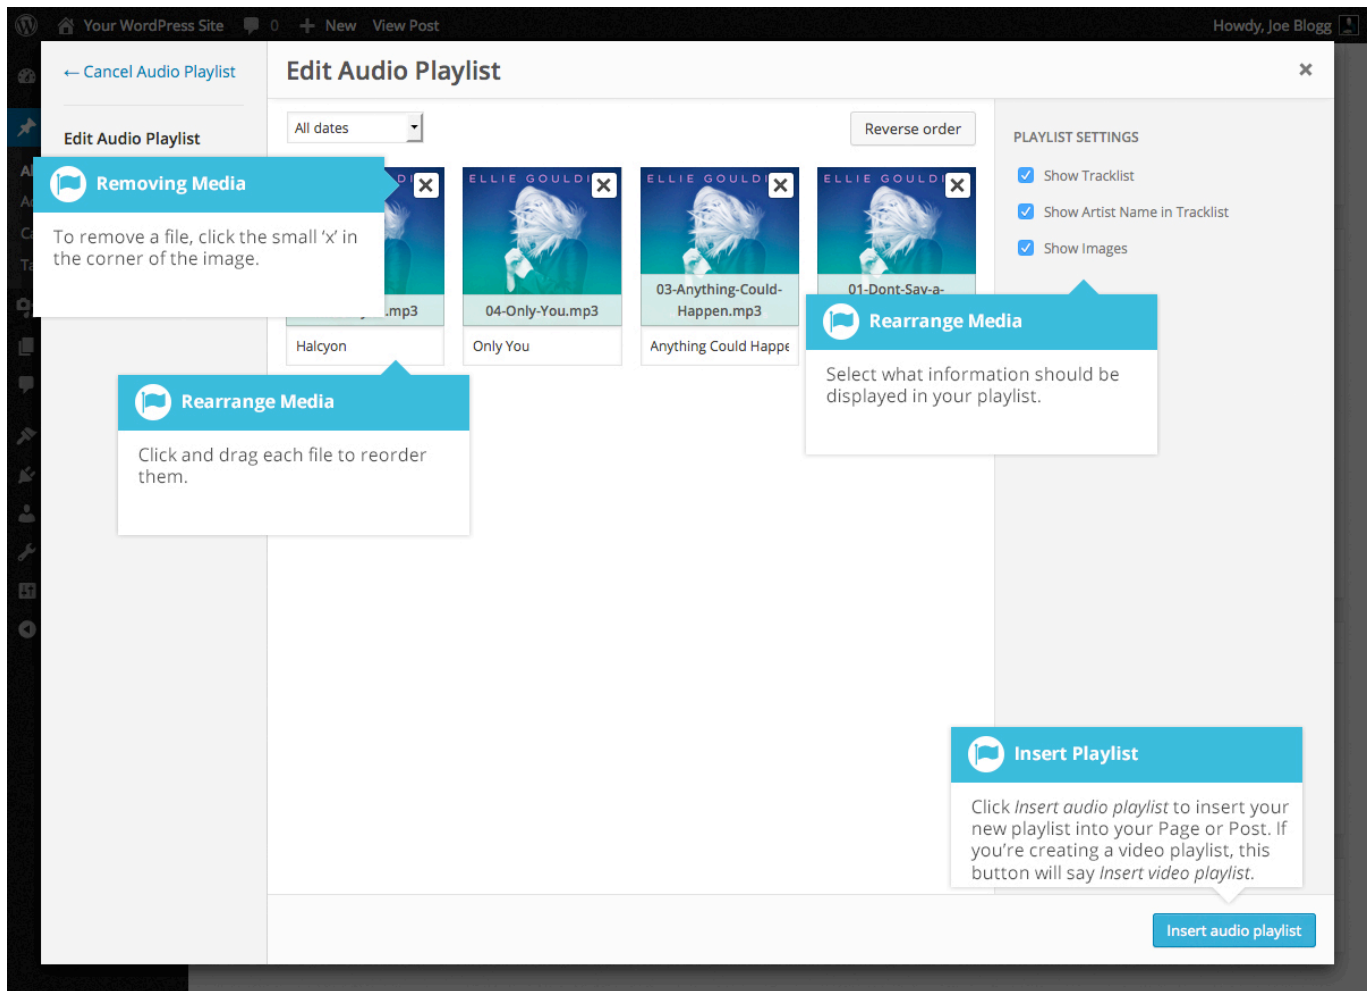 Your WordPress Site 0 New View Post Howdy, Joe Blogg
← Cancel Audio Playlist
Edit Audio Playlist
Edit Audio Playlist
All dates
Reverse order
PLAYLIST SETTINGS
Show Tracklist
Show Artist Name in Tracklist
Show Images
Removing Media
To remove a file, click the small ‘x’ in
the corner of the image.
ELLIE GOULDI
ELLIE GOULDI
ELLIE GOULDI
.mp3
04-Only-You.mp3
03-Anything-Could-
Happen.mp3
01-Dont-Say-a-
Halcyon
Only You
Anything Could Happe
Rearrange Media
Click and drag each file to reorder
them.
Rearrange Media
Select what information should be
displayed in your playlist.
Insert Playlist
Click Insert audio playlist to insert your
new playlist into your Page or Post. If
you’re creating a video playlist, this
button will say Insert video playlist.
Insert audio playlist